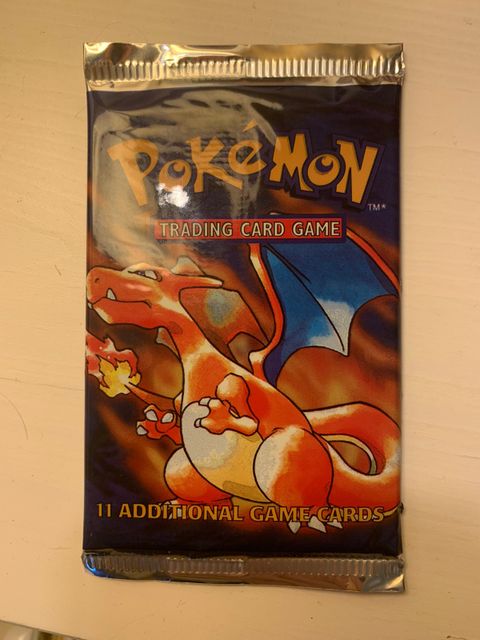 POKéMON
TM*
TRADING CARD GAME
11 ADDITIONAL GAME CARDS